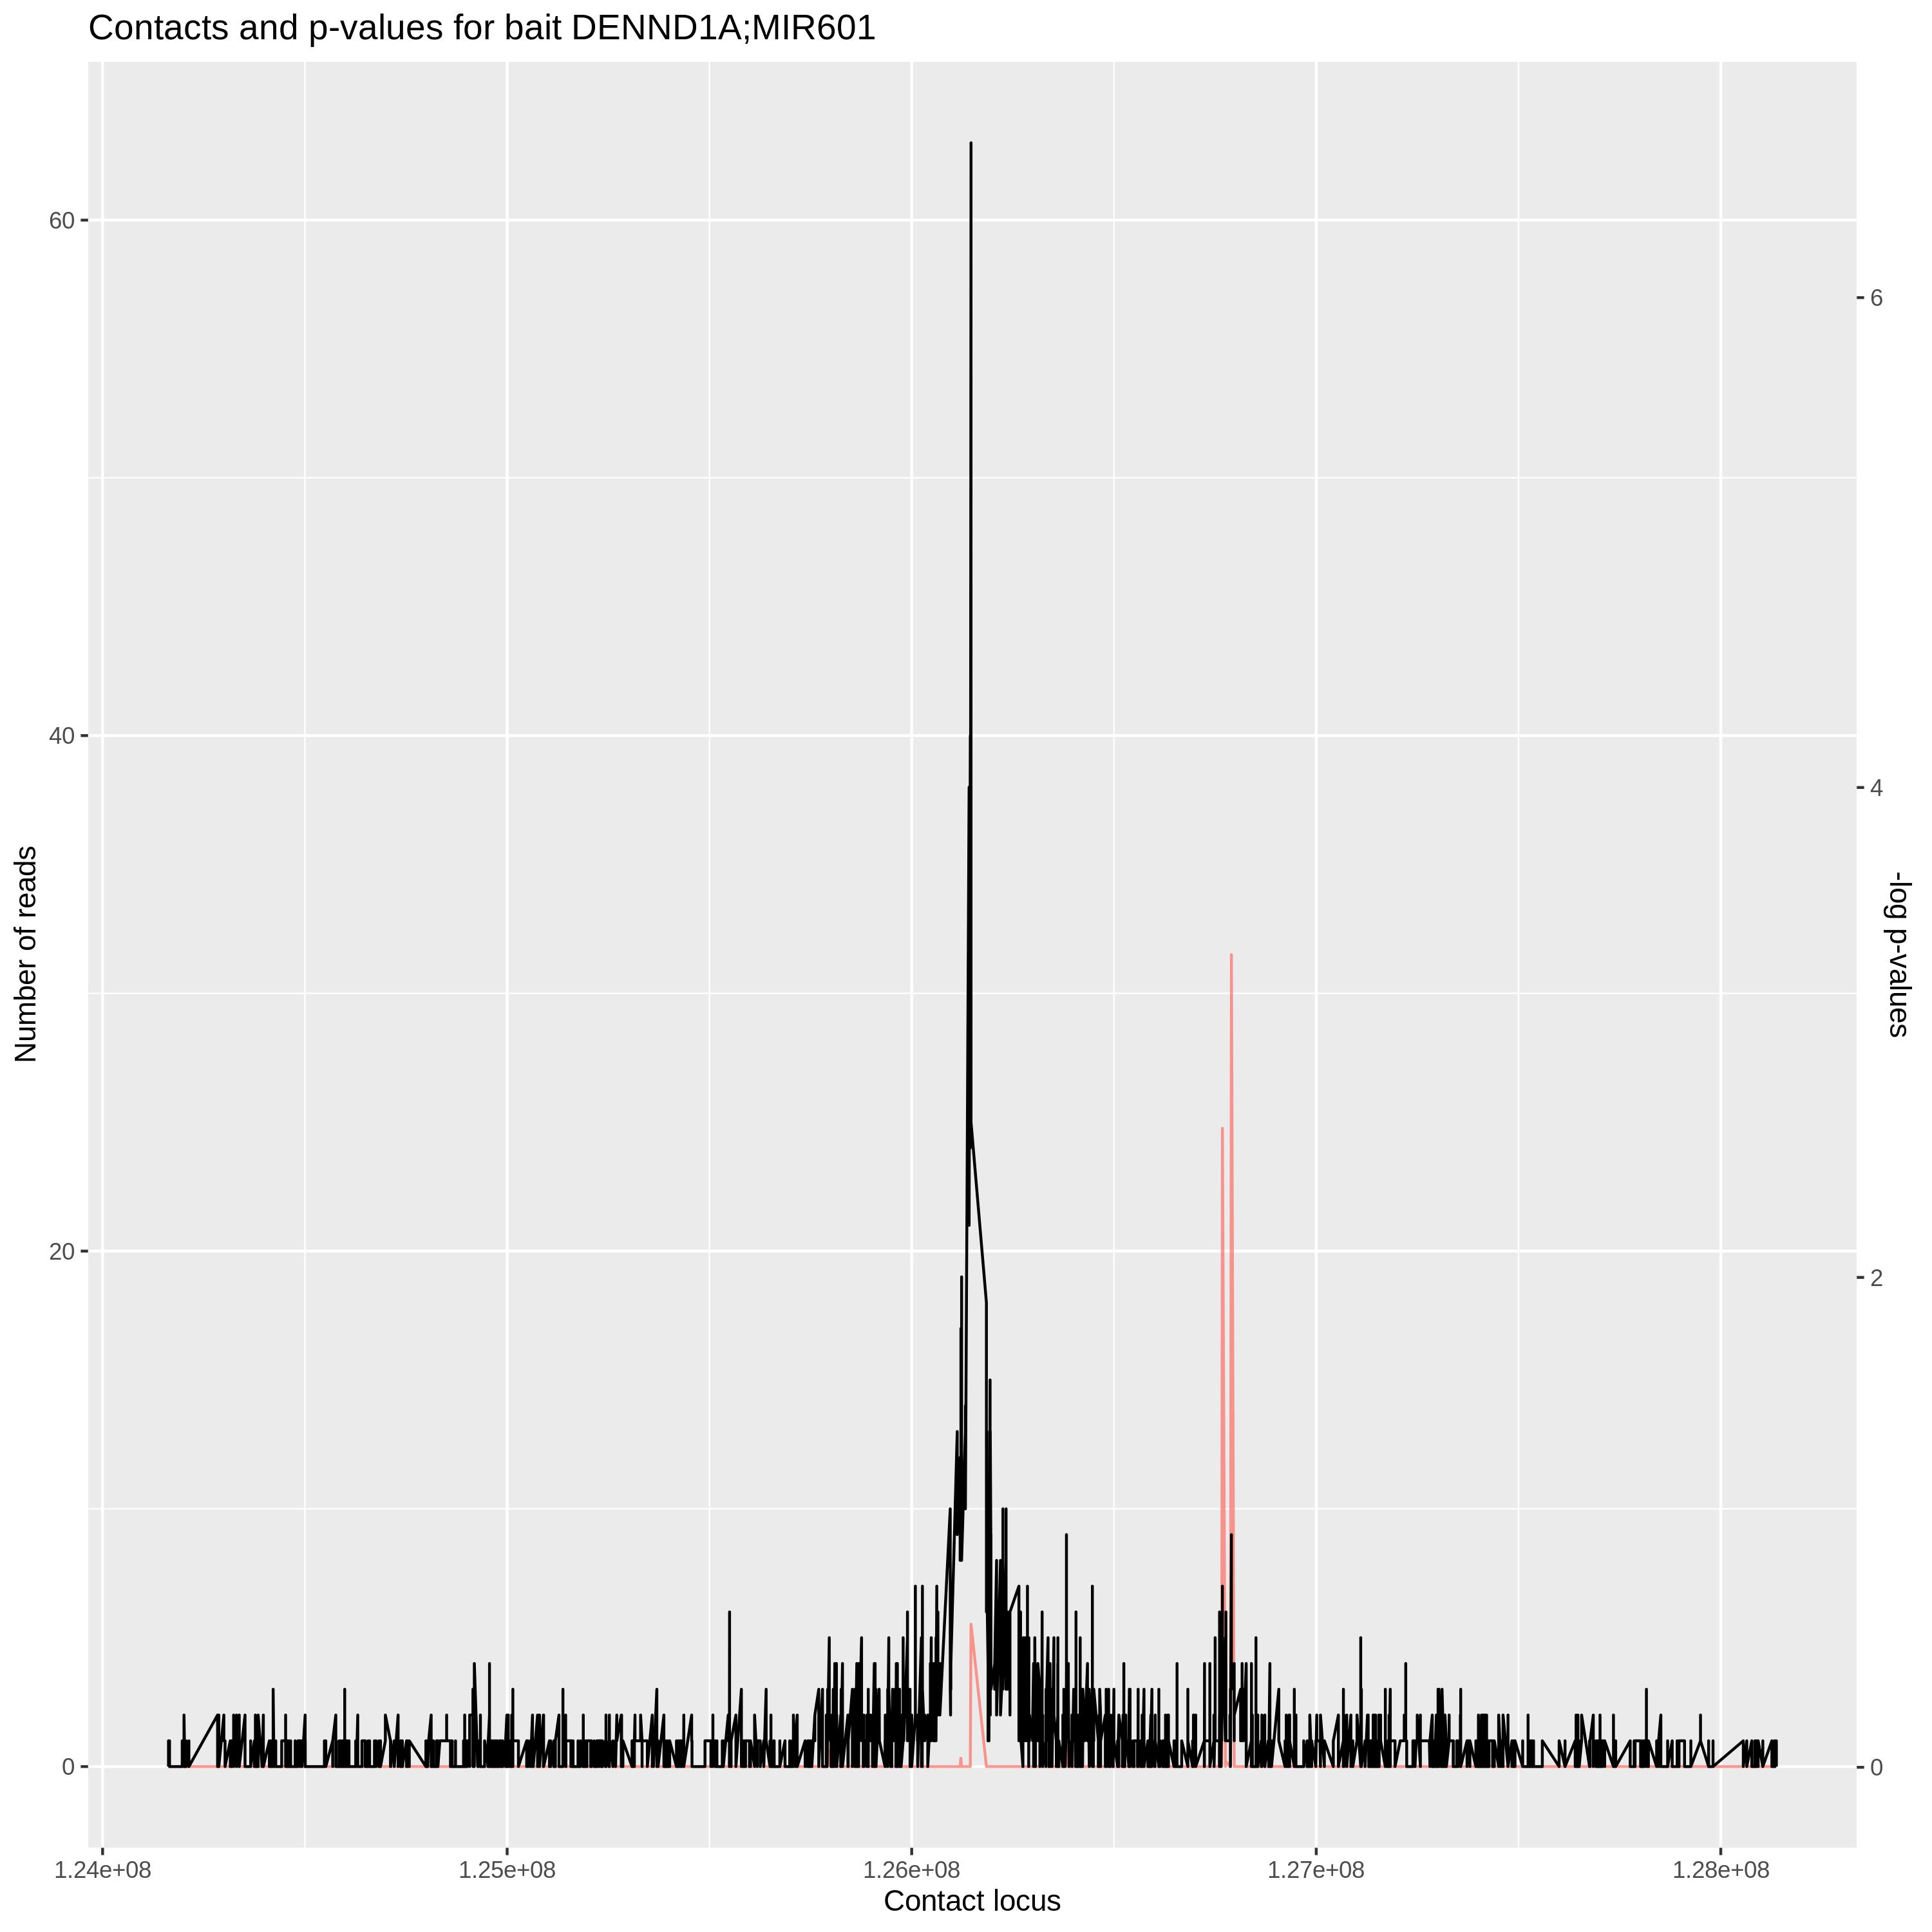 Contacts and p-values for bait DENND1A;MIR601
Number of reads
60
40
20
0
6
4
2
0
-log p-values
1.24e+08 1.25e+08 1.26e+08 1.27e+08 1.28e+08
Contact locus